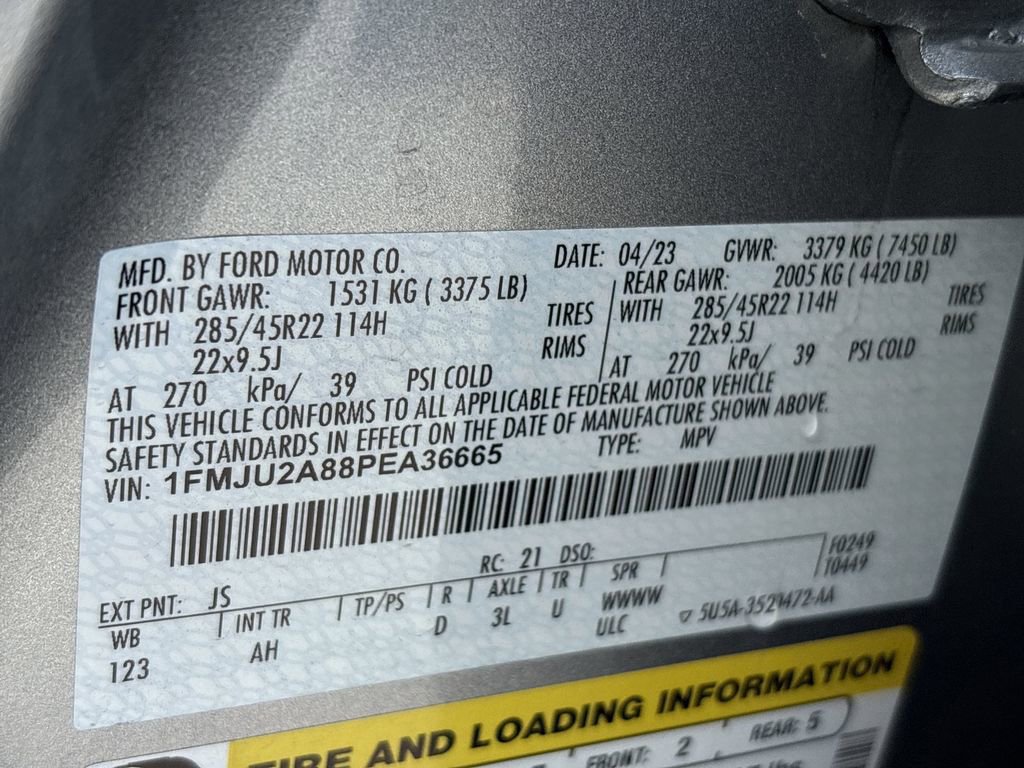 MFD. BY FORD MOTOR CO. DATE: 04/23 GVWR: 3379 KG ( 7450 LB)
FRONT GAWR: 1531 KG ( 3375 LB) REAR GAWR: 2005 KG ( 4420 LB)
WITH 285/45R22 114H TIRES WITH 285/45R22 114H TIRES
22x9.5J RIMS 22x9.5J RIMS
AT 270 kPa/ 39 PSI COLD AT 270 kPa/ 39 PSI COLD
THIS VEHICLE CONFORMS TO ALL APPLICABLE FEDERAL MOTOR VEHICLE
SAFETY STANDARDS IN EFFECT ON THE DATE OF MANUFACTURE SHOWN ABOVE.
VIN: 1FMJU2A88PEA36665 TYPE: MPV
F0249
T0449
EXT PNT: JS RC: 21 DSO:
WB INT TR TP/PS R AXLE TR SPR
123 AH D 3L U WWWW
ULC 5U5A-3529472-AA
TIRE AND LOADING INFORMATION
FRONT: 2 REAR: 5